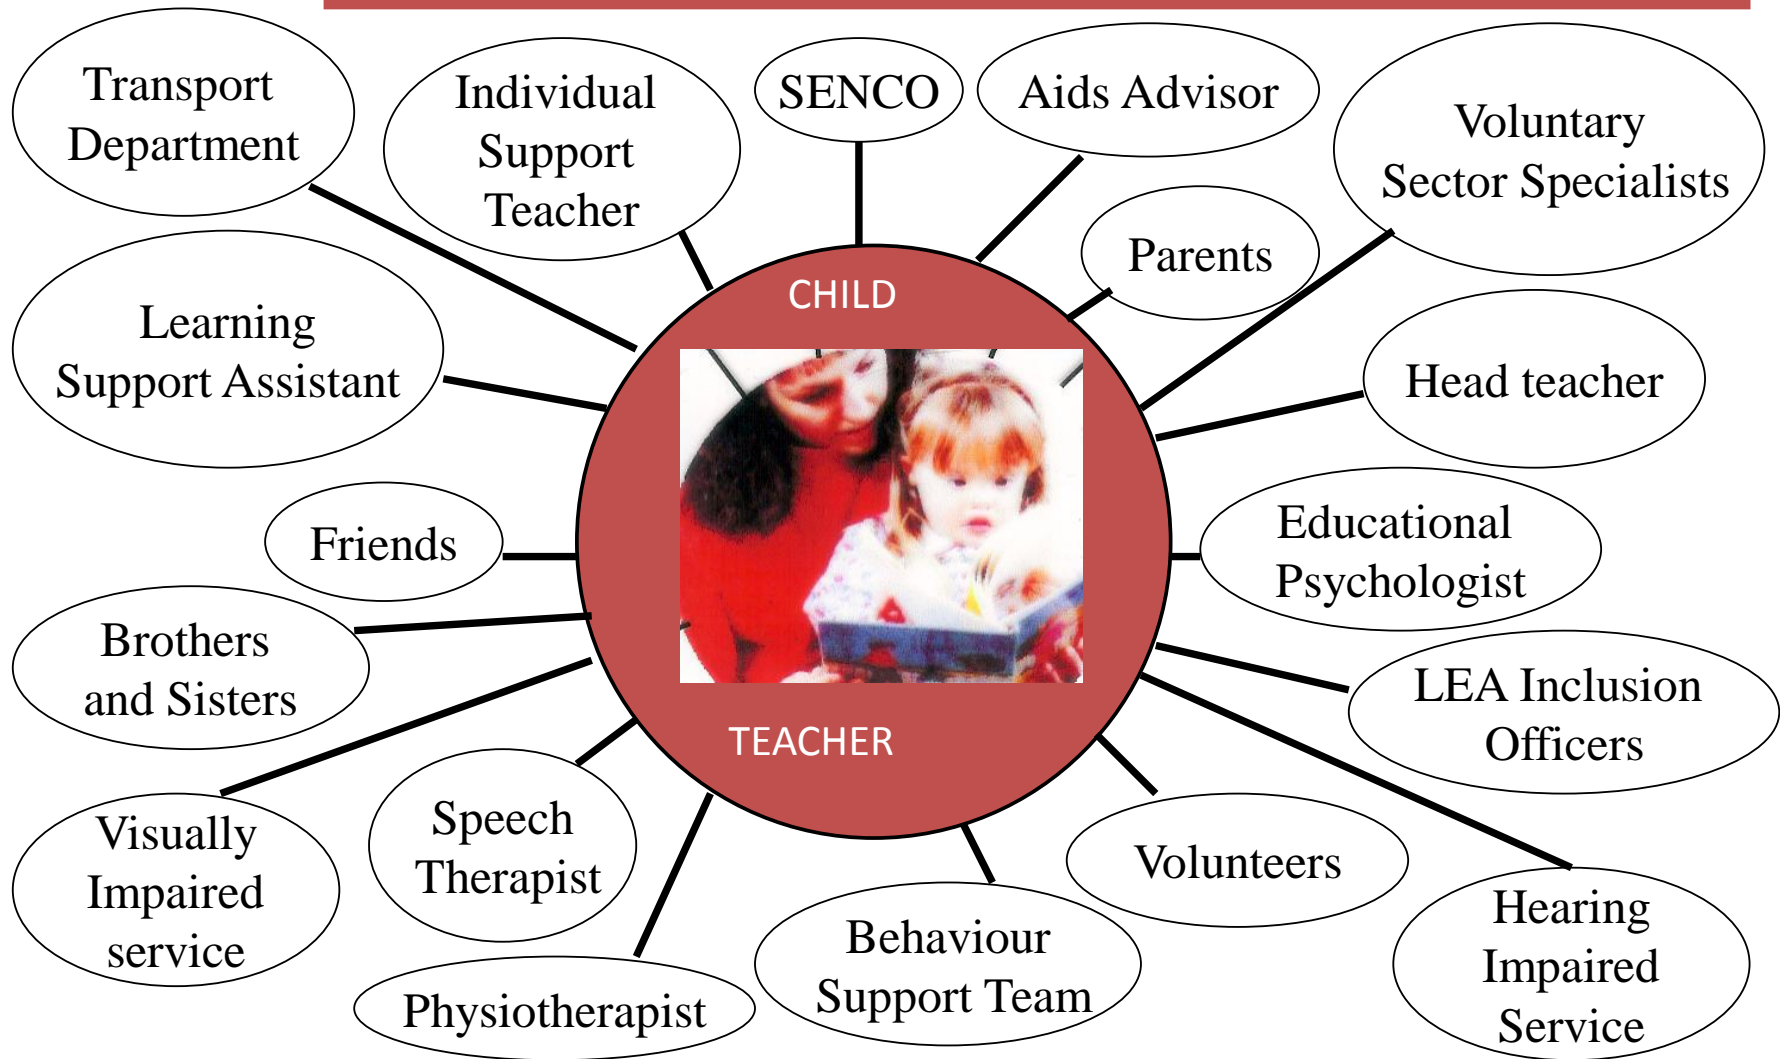 Transport
Department
Individual
Support
Teacher
SENCO
Aids Advisor
Voluntary
Sector Specialists
Parents
Learning
Support Assistant
CHILD
Head teacher
Friends
Educational
Psychologist
Brothers
and Sisters
LEA Inclusion
Officers
TEACHER
Visually
Impaired
service
Speech
Therapist
Volunteers
Physiotherapist
Behaviour
Support Team
Hearing
Impaired
Service